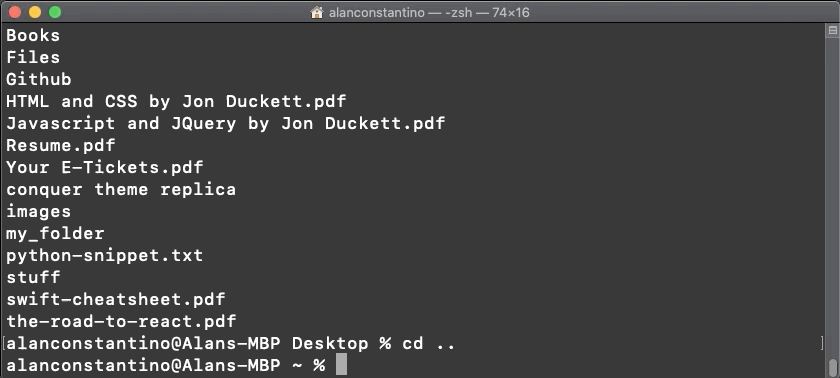 alanconstantino — -zsh — 74×16
Books
Files
Github
HTML and CSS by Jon Duckett.pdf
Javascript and JQuery by Jon Duckett.pdf
Resume.pdf
Your E-Tickets.pdf
conquer theme replica
images
my_folder
python-snippet.txt
stuff
swift-cheatsheet.pdf
the-road-to-react.pdf
[alanconstantino@Alans-MBP Desktop % cd .. ]
alanconstantino@Alans-MBP ~ %